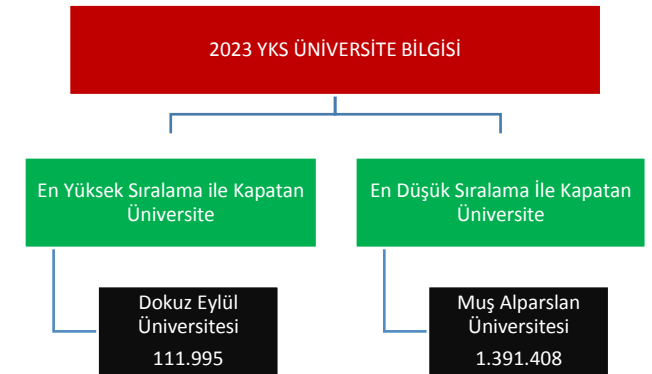 2023 YKS ÜNİVERSİTE BİLGİSİ
En Yüksek Sıralama ile Kapatan
Üniversite
En Düşük Sıralama İle Kapatan
Üniversite
Dokuz Eylül
Üniversitesi
111.995
Muş Alparslan
Üniversitesi
1.391.408